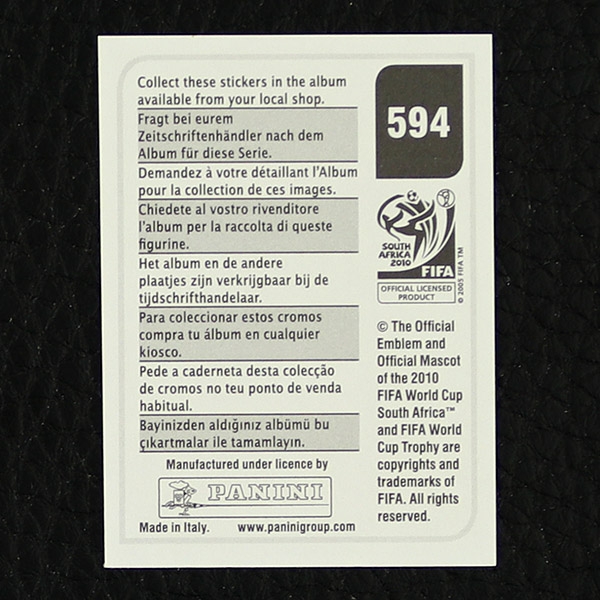 Collect these stickers in the album
available from your local shop.
Fragt bei eurem
Zeitschriftenhändler nach dem
Album für diese Serie.
Demandez à votre détaillant l'Album
pour la collection de ces images.
Chiedete al vostro rivenditore
l'album per la raccolta di queste
figurine.
Het album en de andere
plaatjes zijn verkrijgbaar bij de
tijdschrifthandelaar.
Para coleccionar estos cromos
compra tu álbum en cualquier
kiosco.
Pede a caderneta desta colecção
de cromos no teu ponto de venda
habitual.
Bayinizden aldığınız albümü bu
çıkartmalar ile tamamlayın.
Manufactured under licence by
PANINI
Made in Italy.
www.paninigroup.com
594
SOUTH
AFRICA
2010
FIFA
OFFICIAL LICENSED
PRODUCT
© 2005 FIFA TM
© The Official
Emblem and
Official Mascot
of the 2010
FIFA World Cup
South Africa™
and FIFA World
Cup Trophy are
copyrights and
trademarks of
FIFA. All rights
reserved.